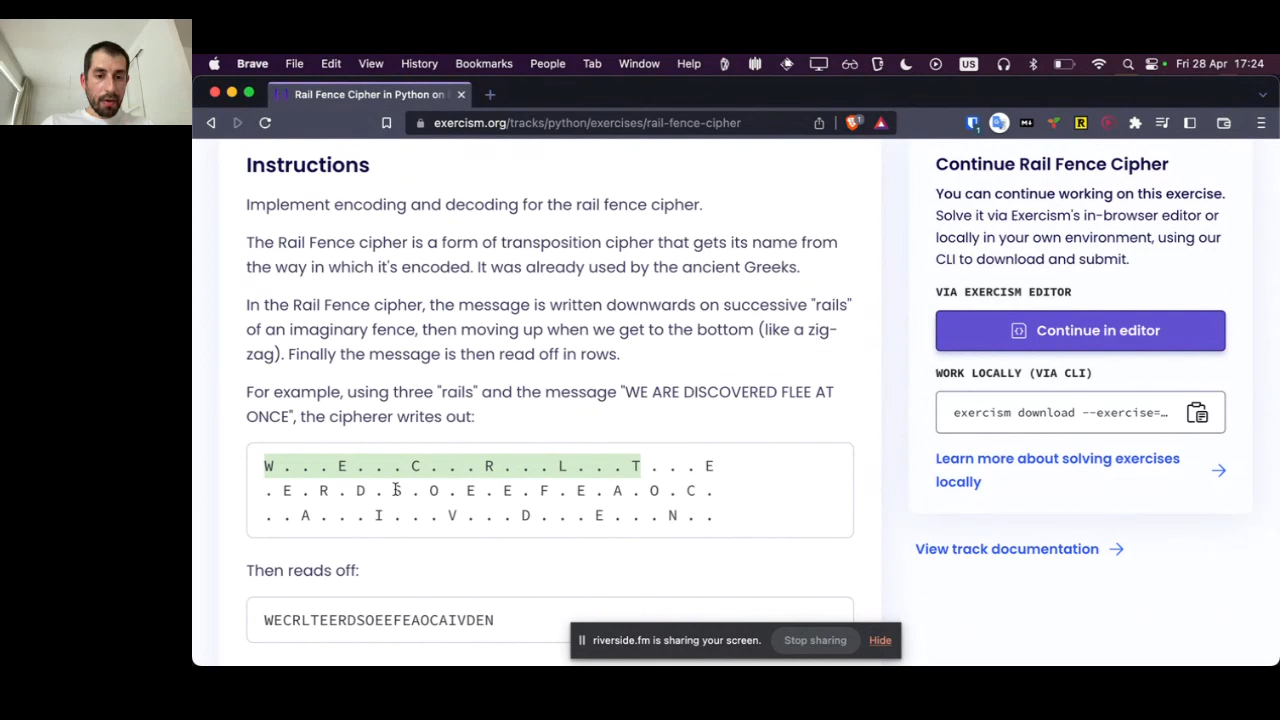 Brave File Edit View History Bookmarks People Tab Window Help US Fri 28 Apr 17:24
Rail Fence Cipher in Python on
exercism.org/tracks/python/exercises/rail-fence-cipher
Instructions
Implement encoding and decoding for the rail fence cipher.
The Rail Fence cipher is a form of transposition cipher that gets its name from
the way in which it's encoded. It was already used by the ancient Greeks.
In the Rail Fence cipher, the message is written downwards on successive "rails"
of an imaginary fence, then moving up when we get to the bottom (like a zig-
zag). Finally the message is then read off in rows.
For example, using three "rails" and the message "WE ARE DISCOVERED FLEE AT
ONCE", the cipherer writes out:
W . . . E . . . C . . . R . . . L . . . T . . . E
. E . R . D . S . O . E . E . F . E . A . O . C .
. . A . . . I . . . V . . . D . . . E . . . N . .
Then reads off:
WECRLTEERDSOEEFEAOCAIVDEN
Continue Rail Fence Cipher
You can continue working on this exercise.
Solve it via Exercism's in-browser editor or
locally in your own environment, using our
CLI to download and submit.
VIA EXERCISM EDITOR
Continue in editor
WORK LOCALLY (VIA CLI)
exercism download --exercise=…
Learn more about solving exercises
locally
View track documentation
riverside.fm is sharing your screen. Stop sharing Hide